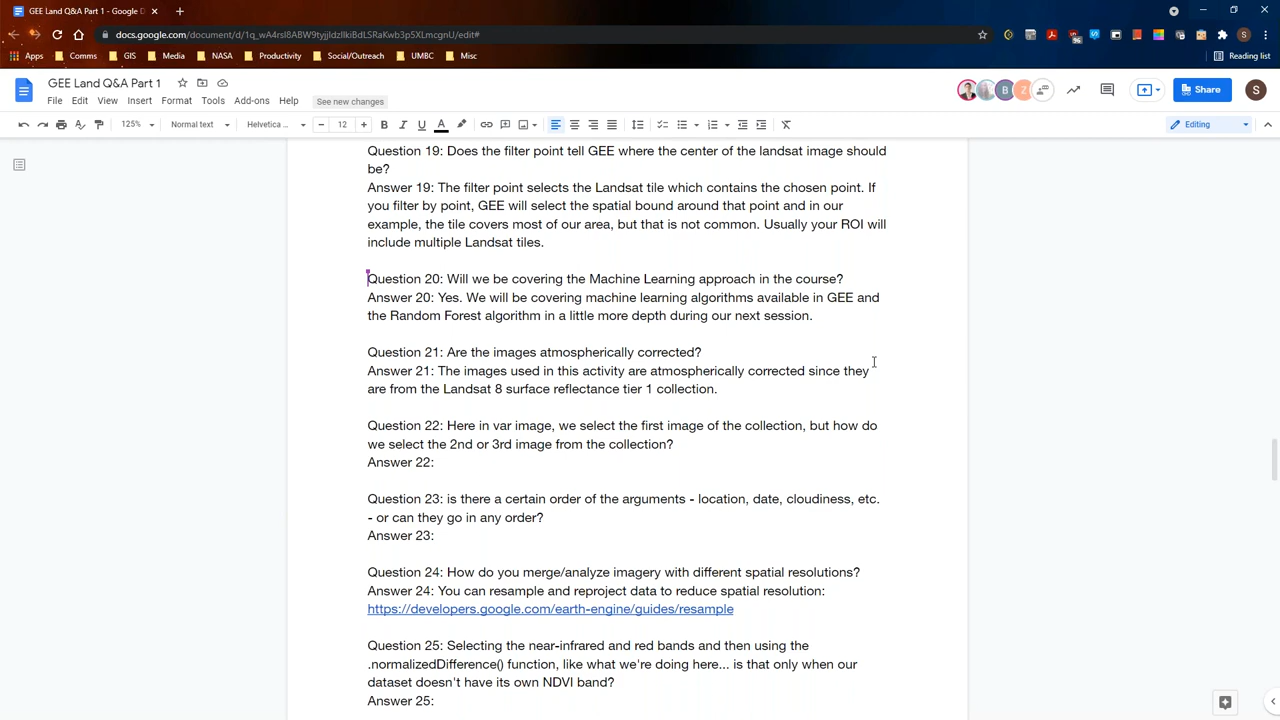 GEE Land Q&A Part 1 - Google D
docs.google.com/document/d/1q_wA4rsI8ABW9tyjjIdzIlkiBdLSRaKwb3p5XLmcgnU/edit#
Apps Comms GIS Media NASA Productivity Social/Outreach UMBC Misc Reading list
GEE Land Q&A Part 1
File Edit View Insert Format Tools Add-ons Help See new changes
B Z Share S
125% Normal text Helvetica ... 12 B I U A Editing
Question 19: Does the filter point tell GEE where the center of the landsat image should
be?
Answer 19: The filter point selects the Landsat tile which contains the chosen point. If
you filter by point, GEE will select the spatial bound around that point and in our
example, the tile covers most of our area, but that is not common. Usually your ROI will
include multiple Landsat tiles.
Question 20: Will we be covering the Machine Learning approach in the course?
Answer 20: Yes. We will be covering machine learning algorithms available in GEE and
the Random Forest algorithm in a little more depth during our next session.
Question 21: Are the images atmospherically corrected?
Answer 21: The images used in this activity are atmospherically corrected since they
are from the Landsat 8 surface reflectance tier 1 collection.
Question 22: Here in var image, we select the first image of the collection, but how do
we select the 2nd or 3rd image from the collection?
Answer 22:
Question 23: is there a certain order of the arguments - location, date, cloudiness, etc.
- or can they go in any order?
Answer 23:
Question 24: How do you merge/analyze imagery with different spatial resolutions?
Answer 24: You can resample and reproject data to reduce spatial resolution:
https://developers.google.com/earth-engine/guides/resample
Question 25: Selecting the near-infrared and red bands and then using the
.normalizedDifference() function, like what we're doing here... is that only when our
dataset doesn't have its own NDVI band?
Answer 25: